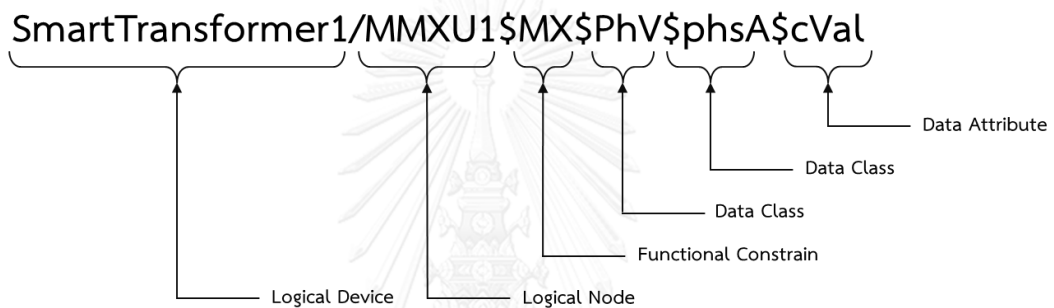 SmartTransformer1/MMXU1$MX$PhV$phsA$cVal
Data Attribute
Data Class
Data Class
Functional Constrain
Logical Device
Logical Node